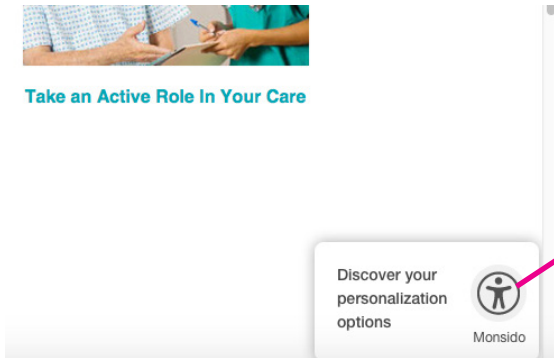 Take an Active Role In Your Care
Discover your
personalization
options
Monsido